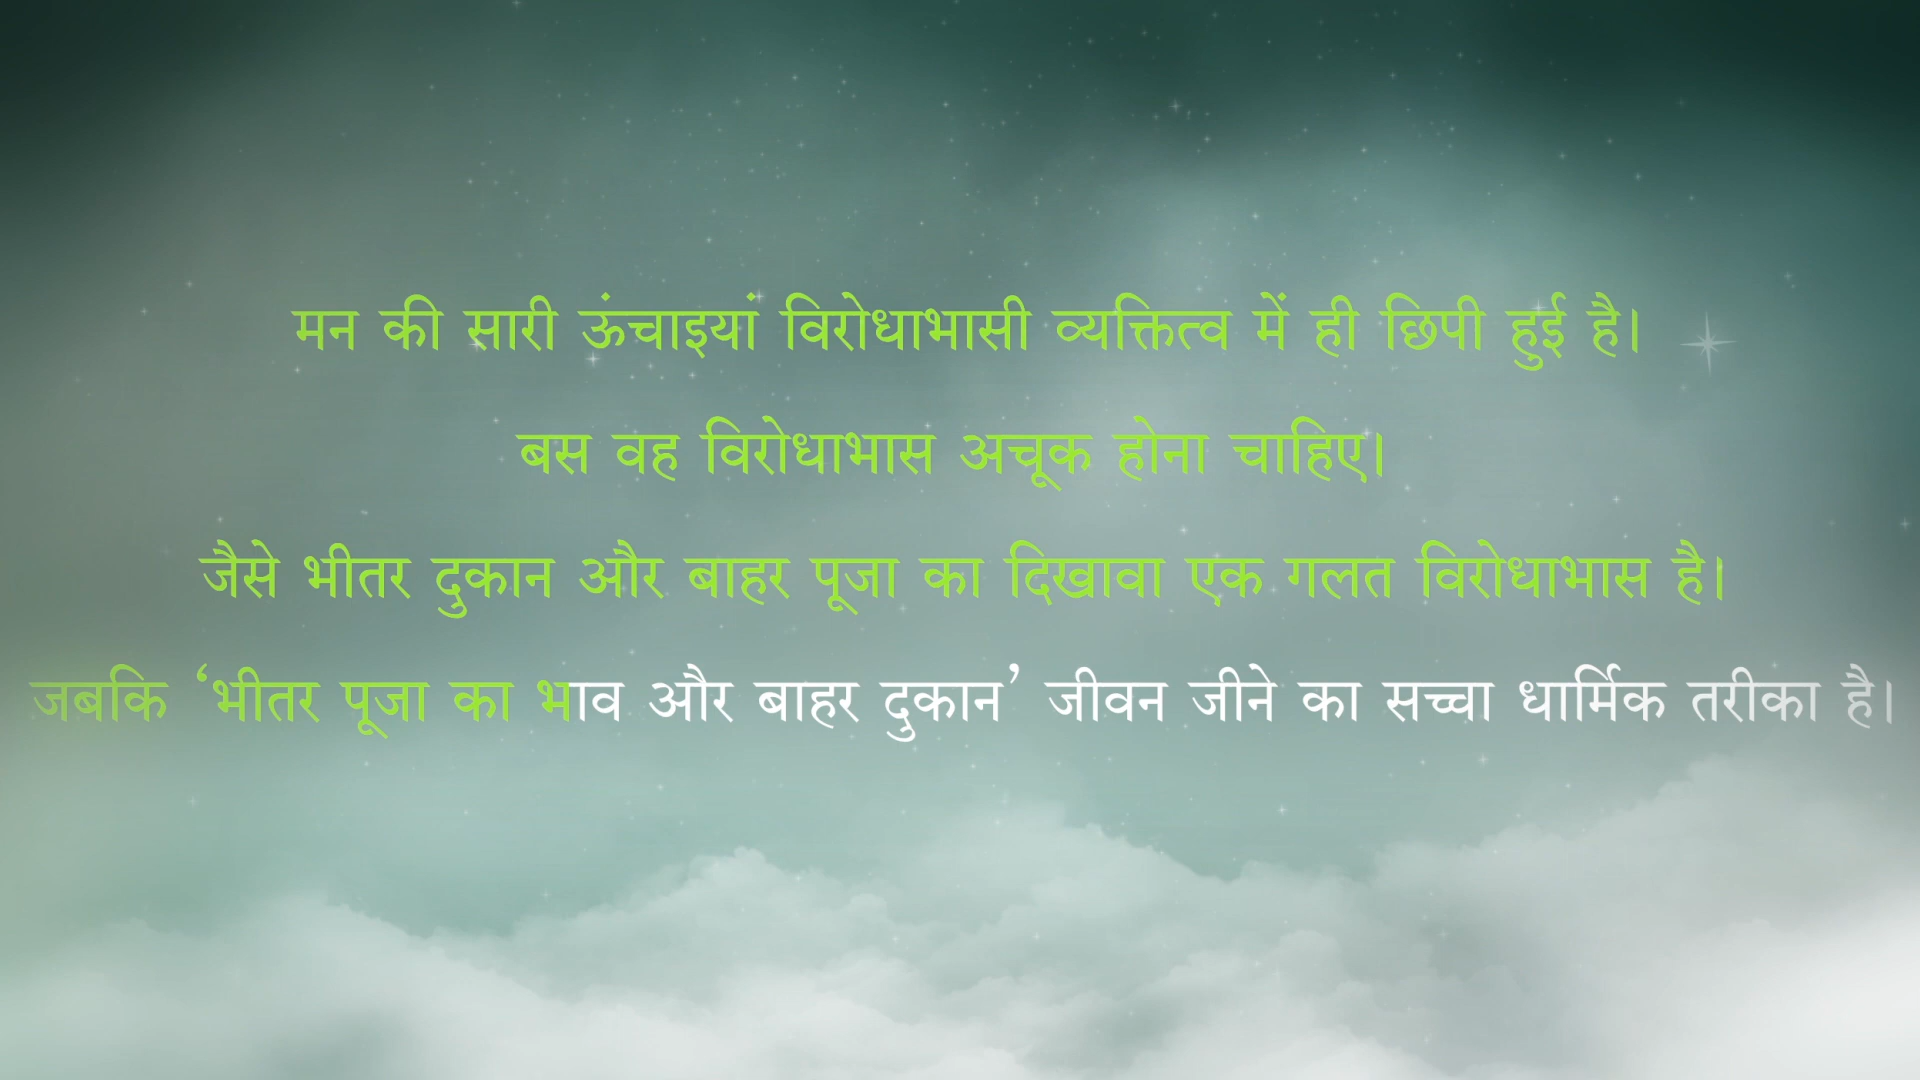 मन की सारी ऊंचाइयां विरोधाभासी व्यक्तित्व में ही छिपी हुई है।
बस वह विरोधाभास अचूक होना चाहिए।
जैसे भीतर दुकान और बाहर पूजा का दिखावा एक गलत विरोधाभास है।
जबकि ‘भीतर पूजा का भाव और बाहर दुकान’ जीवन जीने का सच्चा धार्मिक तरीका है।